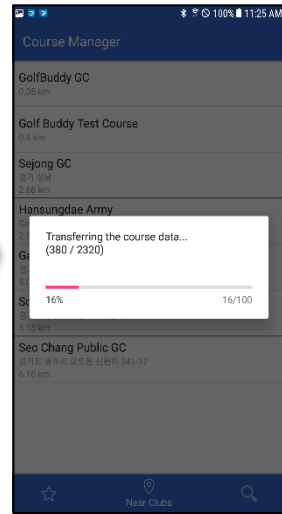 100% 11:25 AM
Course Manager
GolfBuddy GC
0.05 km
Golf Buddy Test Course
0.4 km
Sejong GC
경기 성남
2.66 km
Hansungdae Army
Transferring the course data...
(380 / 2320)
16%
16/100
5.15 km
Seo Chang Public GC
경기도 광주시 오포읍 신현리 341-17
6.16 km
Near Clubs